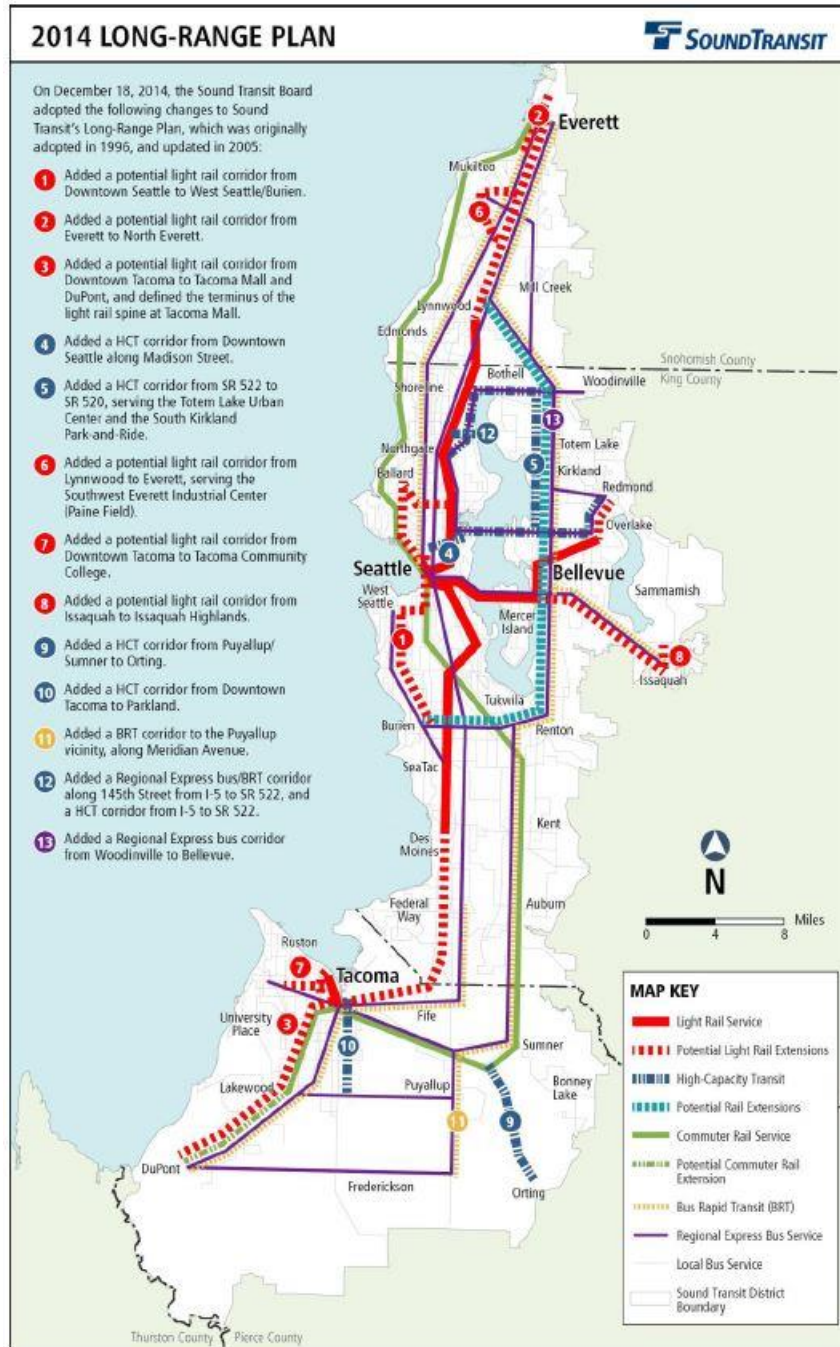 2014 LONG-RANGE PLAN
SOUNDTRANSIT
On December 18, 2014, the Sound Transit Board
adopted the following changes to Sound
Transit's Long-Range Plan, which was originally
adopted in 1996, and updated in 2005:
1 Added a potential light rail corridor from
Downtown Seattle to West Seattle/Burien.
2 Added a potential light rail corridor from
Everett to North Everett.
3 Added a potential light rail corridor from
Downtown Tacoma to Tacoma Mall and
DuPont, and defined the terminus of the
light rail spine at Tacoma Mall.
4 Added a HCT corridor from Downtown
Seattle along Madison Street.
5 Added a HCT corridor from SR 522 to
SR 520, serving the Totem Lake Urban
Center and the South Kirkland
Park-and-Ride.
6 Added a potential light rail corridor from
Lynnwood to Everett, serving the
Southwest Everett Industrial Center
(Paine Field).
7 Added a potential light rail corridor from
Downtown Tacoma to Tacoma Community
College.
8 Added a potential light rail corridor from
Issaquah to Issaquah Highlands.
9 Added a HCT corridor from Puyallup/
Sumner to Orting.
10 Added a HCT corridor from Downtown
Tacoma to Parkland.
11 Added a BRT corridor to the Puyallup
vicinity, along Meridian Avenue.
12 Added a Regional Express bus/BRT corridor
along 145th Street from I-5 to SR 522, and
a HCT corridor from I-5 to SR 522.
13 Added a Regional Express bus corridor
from Woodinville to Bellevue.
2
Everett
Mukilteo
6
Mill Creek
Lynnwood
Edmonds
Snohomish County
King County
Bothell
Shoreline
Woodinville
13
12
Totem Lake
Northgate
5
Kirkland
Ballard
Redmond
Overlake
4
Seattle
Bellevue
West
Seattle
Sammamish
Mercer
Island
1
8
Issaquah
Tukwila
Burien
Renton
SeaTac
Kent
Des
Moines
N
Federal
Way
Auburn
Miles
0 4 8
Ruston
7
Tacoma
University
Place
3
Fife
10
Sumner
Lakewood
Puyallup
Bonney
Lake
11
9
DuPont
Frederickson
Orting
Thurston County
Pierce County
MAP KEY
Light Rail Service
Potential Light Rail Extensions
High-Capacity Transit
Potential Rail Extensions
Commuter Rail Service
Potential Commuter Rail
Extension
Bus Rapid Transit (BRT)
Regional Express Bus Service
Local Bus Service
Sound Transit District
Boundary